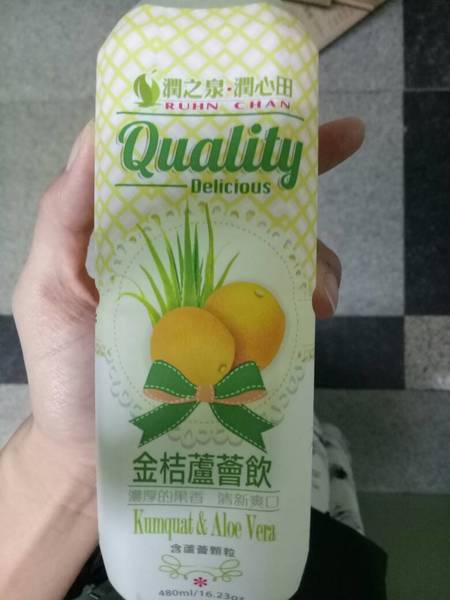 潤之泉·潤心田
RUHN CHAN
Quality
Delicious
金桔蘆薈飲
濃厚的果香 清新爽口
Kumquat & Aloe Vera
含蘆薈顆粒
480ml/16.23oz